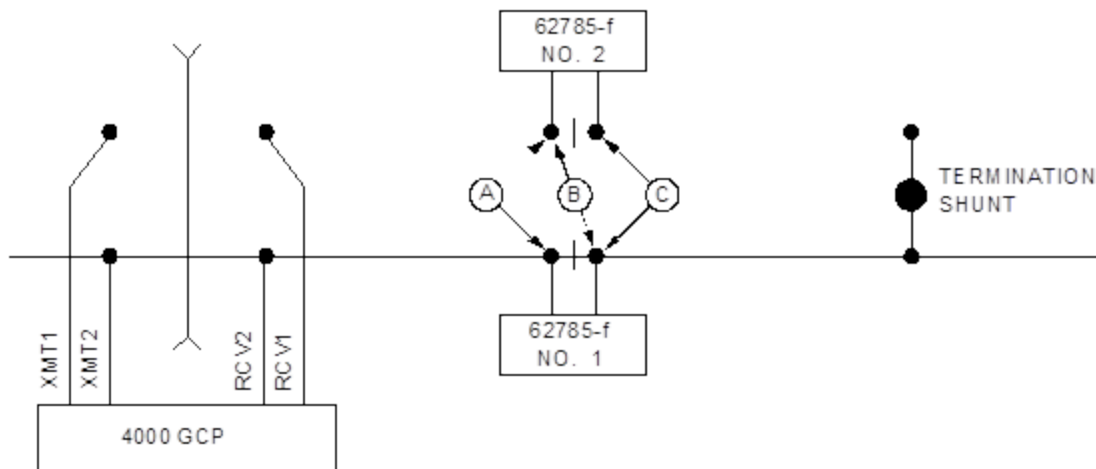 62785-f
NO. 2
A
B
C
TERMINATION
SHUNT
XMT1
XMT2
RCV2
RCV1
62785-f
NO. 1
4000 GCP